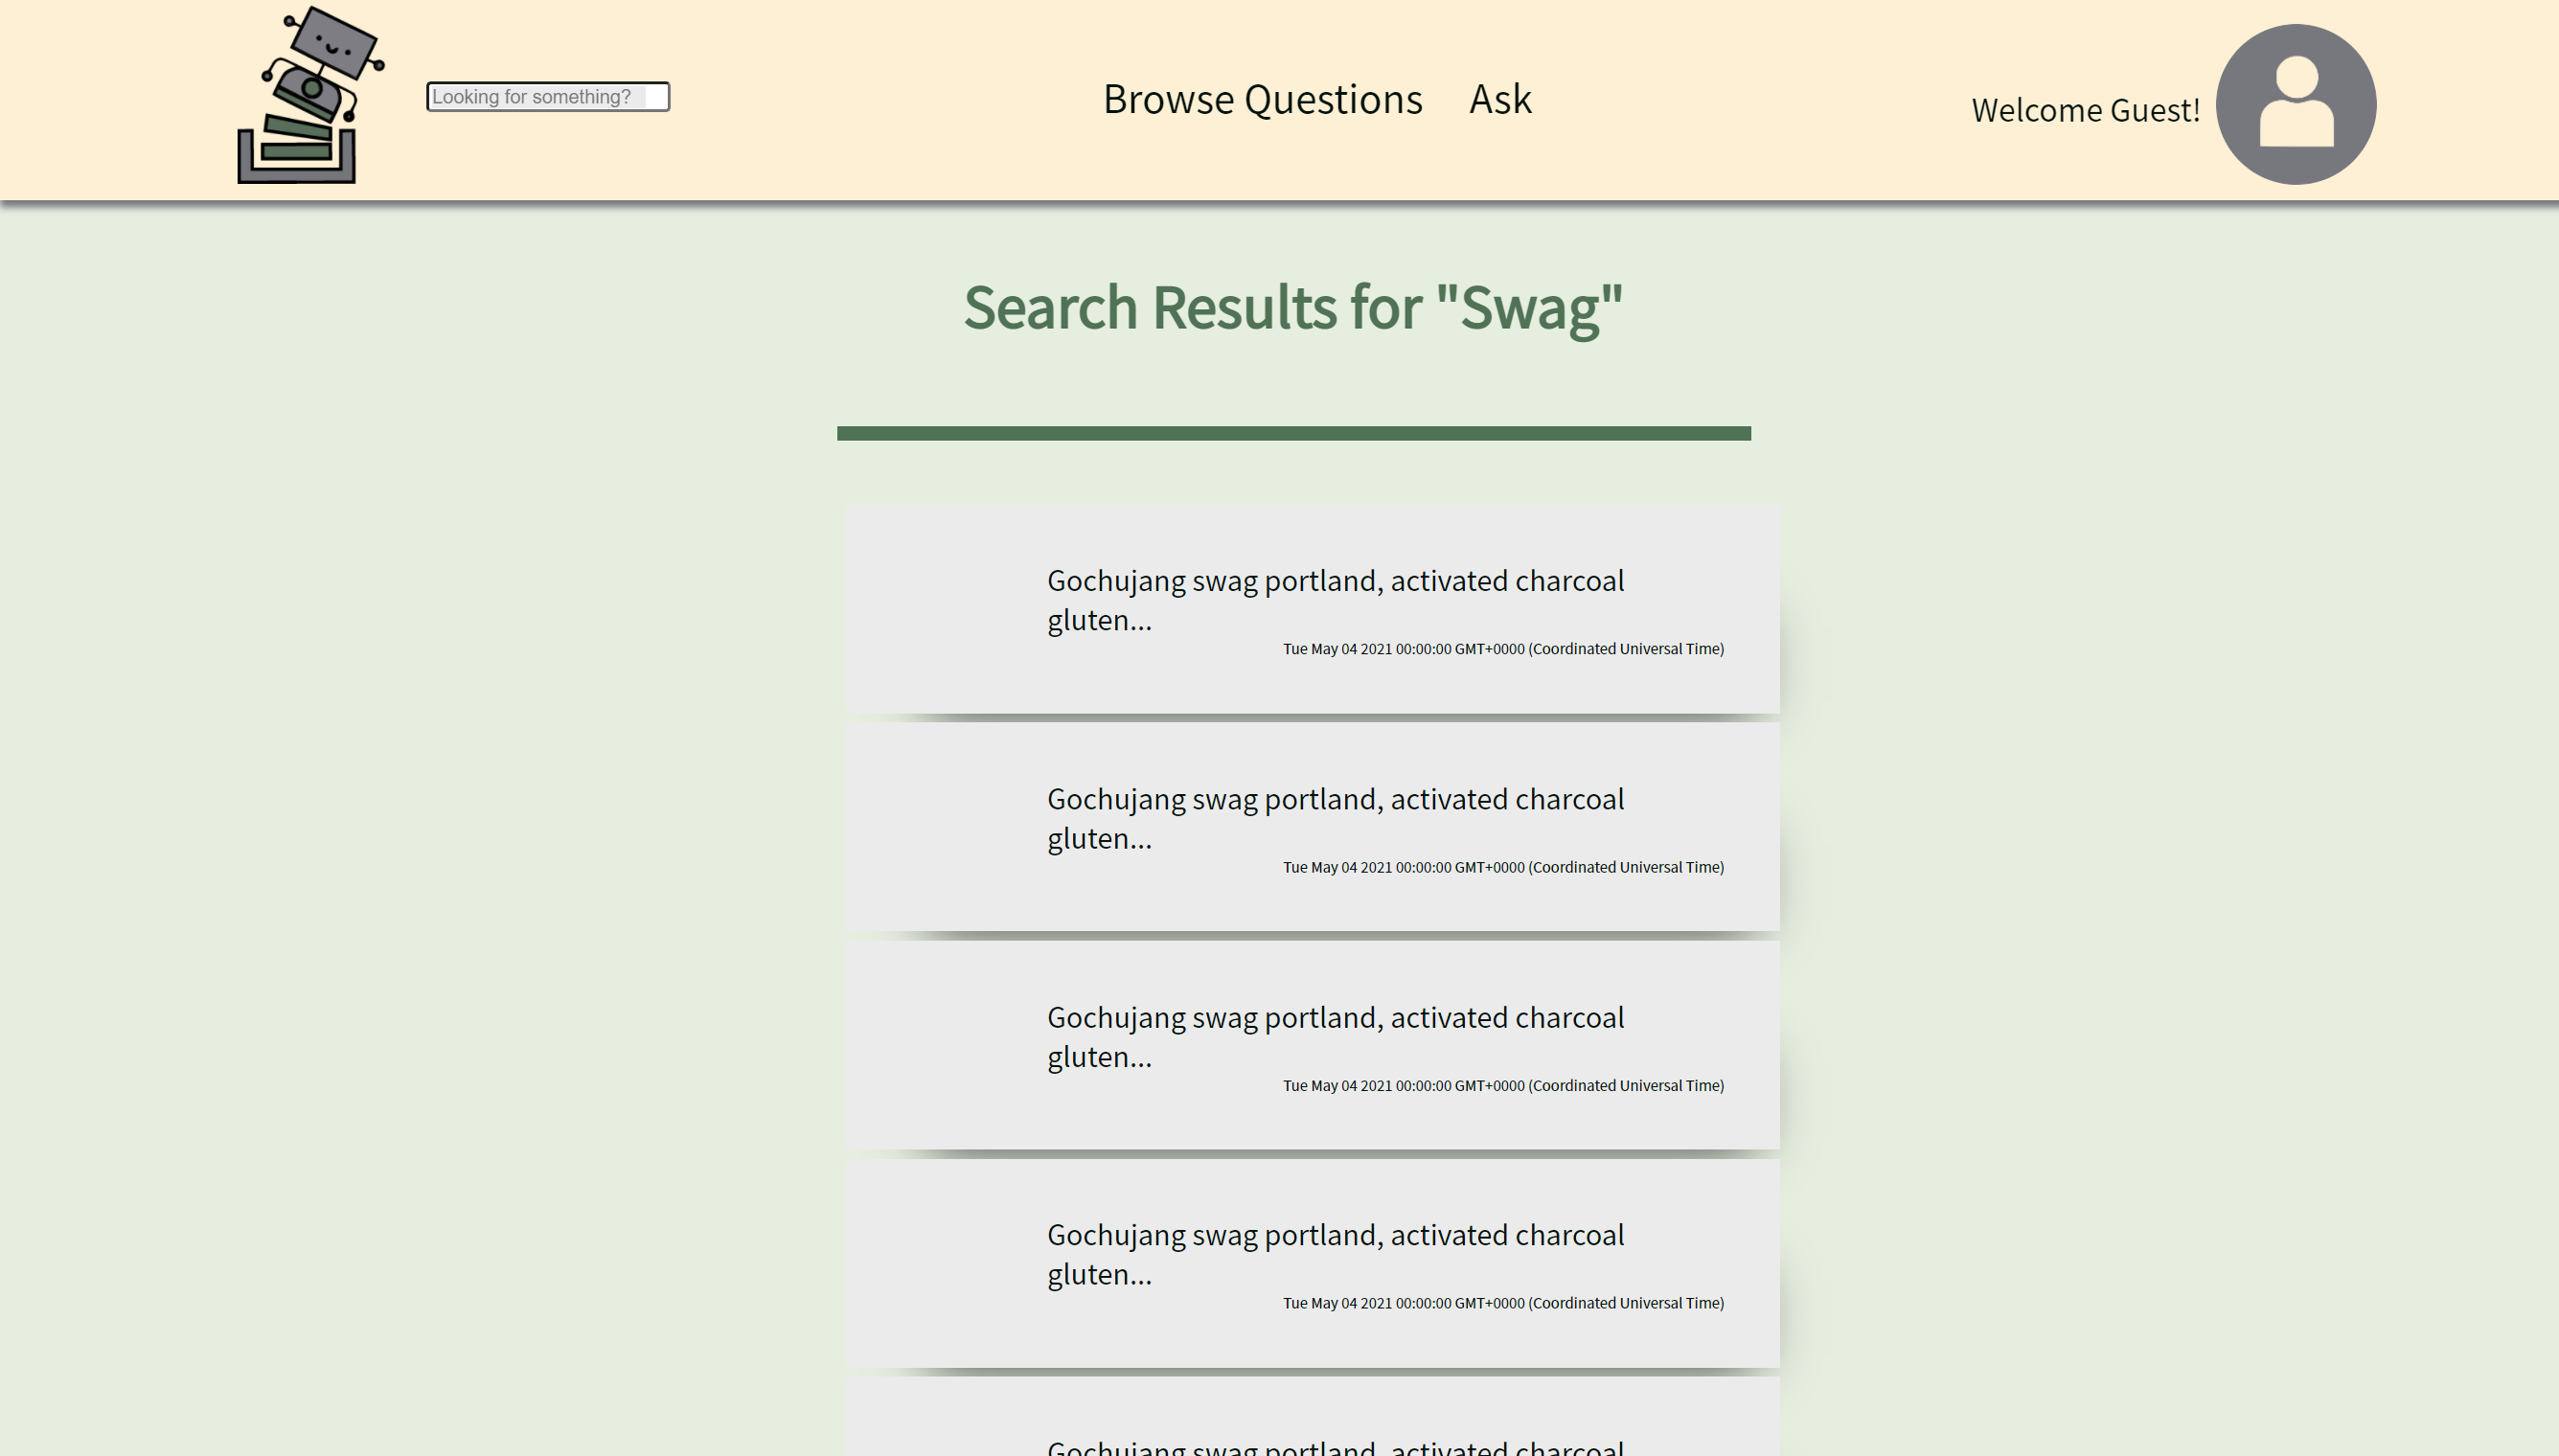 Looking for something?
Browse Questions
Ask
Welcome Guest!
Search Results for "Swag"
Gochujang swag portland, activated charcoal
gluten...
Tue May 04 2021 00:00:00 GMT+0000 (Coordinated Universal Time)
Gochujang swag portland, activated charcoal
gluten...
Tue May 04 2021 00:00:00 GMT+0000 (Coordinated Universal Time)
Gochujang swag portland, activated charcoal
gluten...
Tue May 04 2021 00:00:00 GMT+0000 (Coordinated Universal Time)
Gochujang swag portland, activated charcoal
gluten...
Tue May 04 2021 00:00:00 GMT+0000 (Coordinated Universal Time)
Gochujang swag portland, activated charcoal